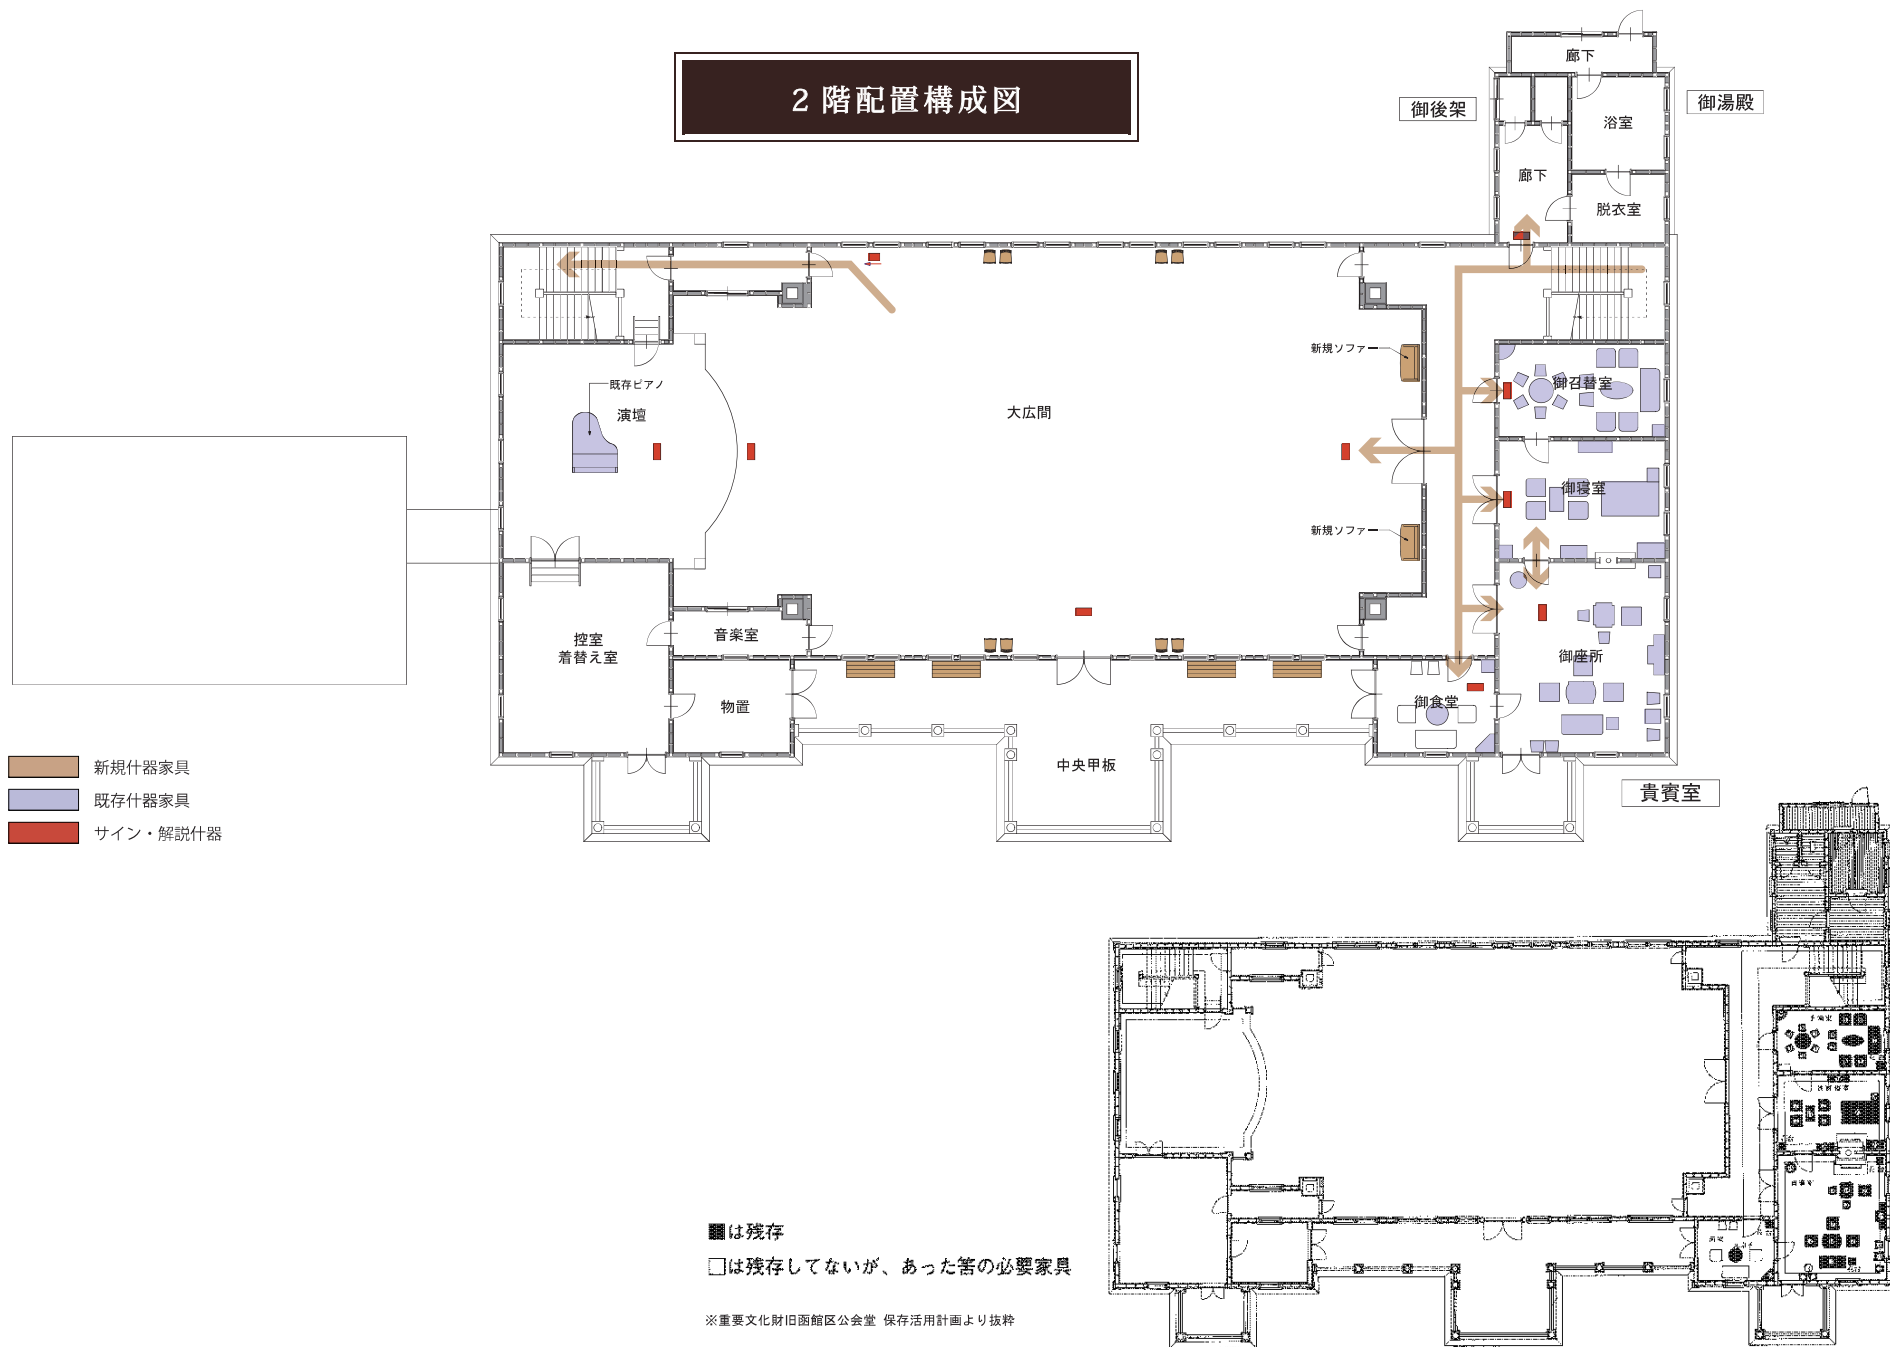 2階配置構成図
廊下
御後架
御湯殿
浴室
廊下
脱衣室
新規ソファー
既存ピアノ
演壇
大広間
御召替室
御寝室
新規ソファー
控室
着替え室
音楽室
御座所
物置
御食堂
中央甲板
貴賓室
新規什器家具
既存什器家具
サイン・解説什器
■は残存
□は残存してないが、あった筈の必要家具
※重要文化財旧函館区公会堂 保存活用計画より抜粋